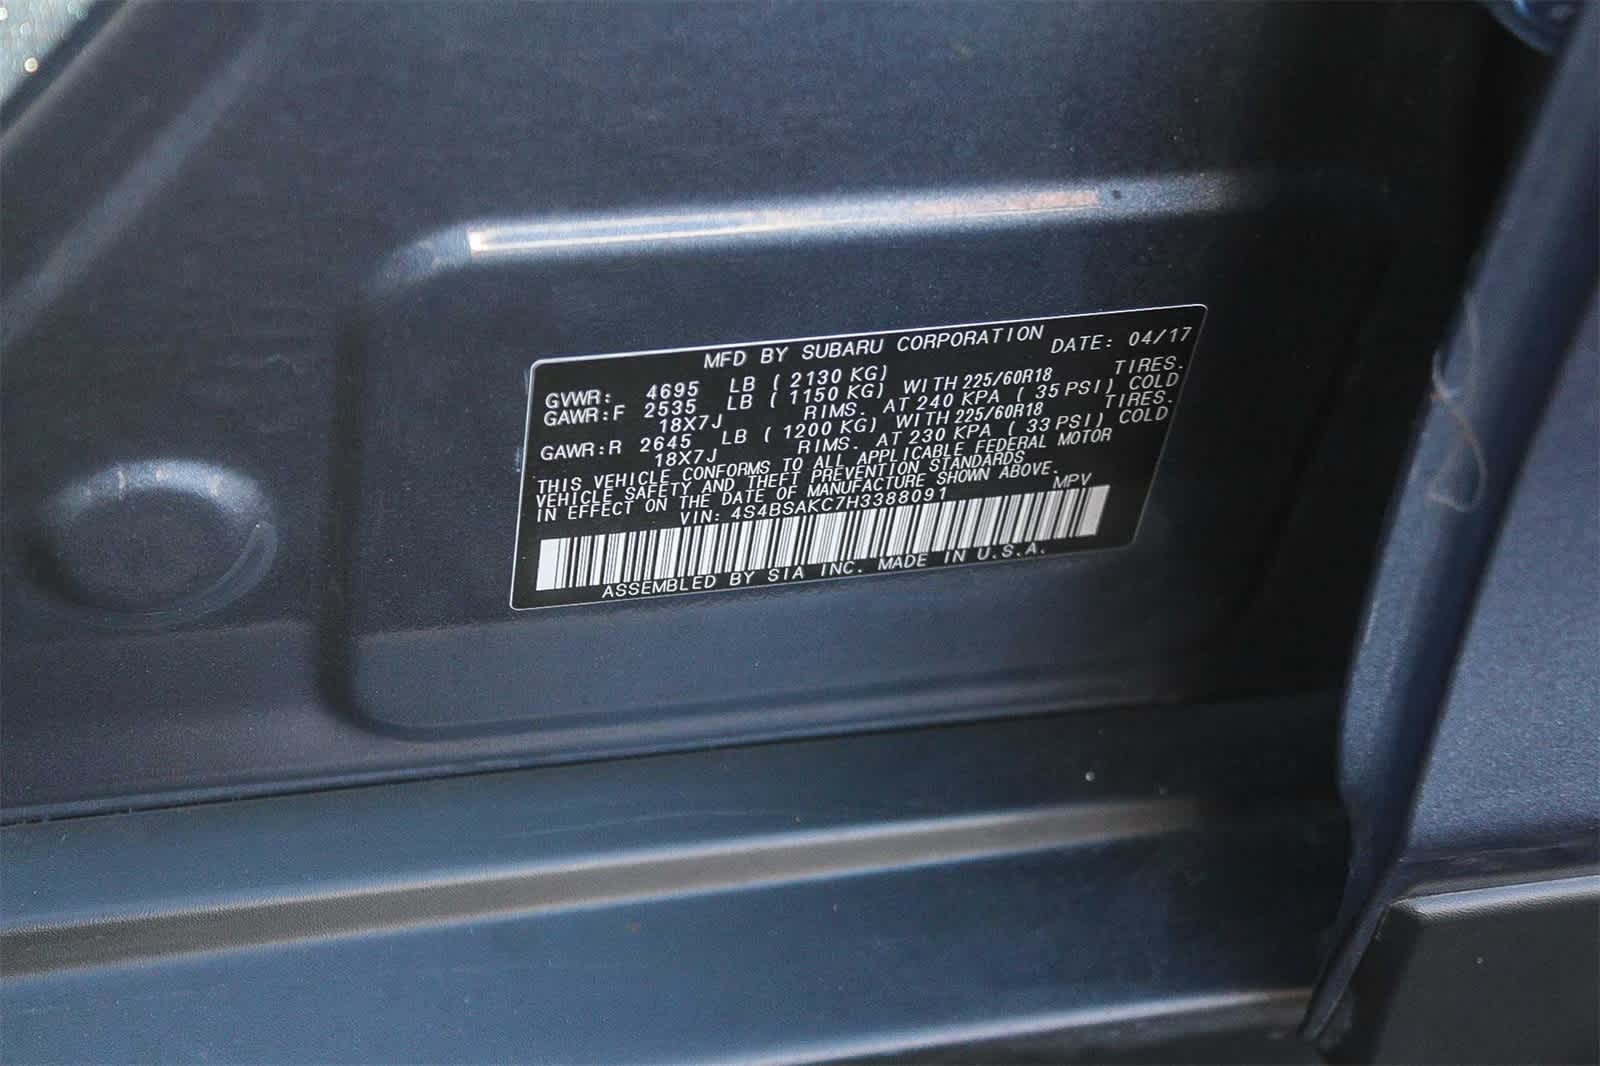 MFD BY SUBARU CORPORATION DATE: 04/17
GVWR: 4695 LB ( 2130 KG)
GAWR:F 2535 LB ( 1150 KG) WITH 225/60R18 TIRES.
18X7J RIMS. AT 240 KPA ( 35 PSI) COLD
GAWR:R 2645 LB ( 1200 KG) WITH 225/60R18 TIRES.
18X7J RIMS. AT 230 KPA ( 33 PSI) COLD
THIS VEHICLE CONFORMS TO ALL APPLICABLE FEDERAL MOTOR
VEHICLE SAFETY AND THEFT PREVENTION STANDARDS
IN EFFECT ON THE DATE OF MANUFACTURE SHOWN ABOVE.
VIN: 4S4BSAKC7H3388091 MPV
ASSEMBLED BY SIA INC. MADE IN U.S.A.